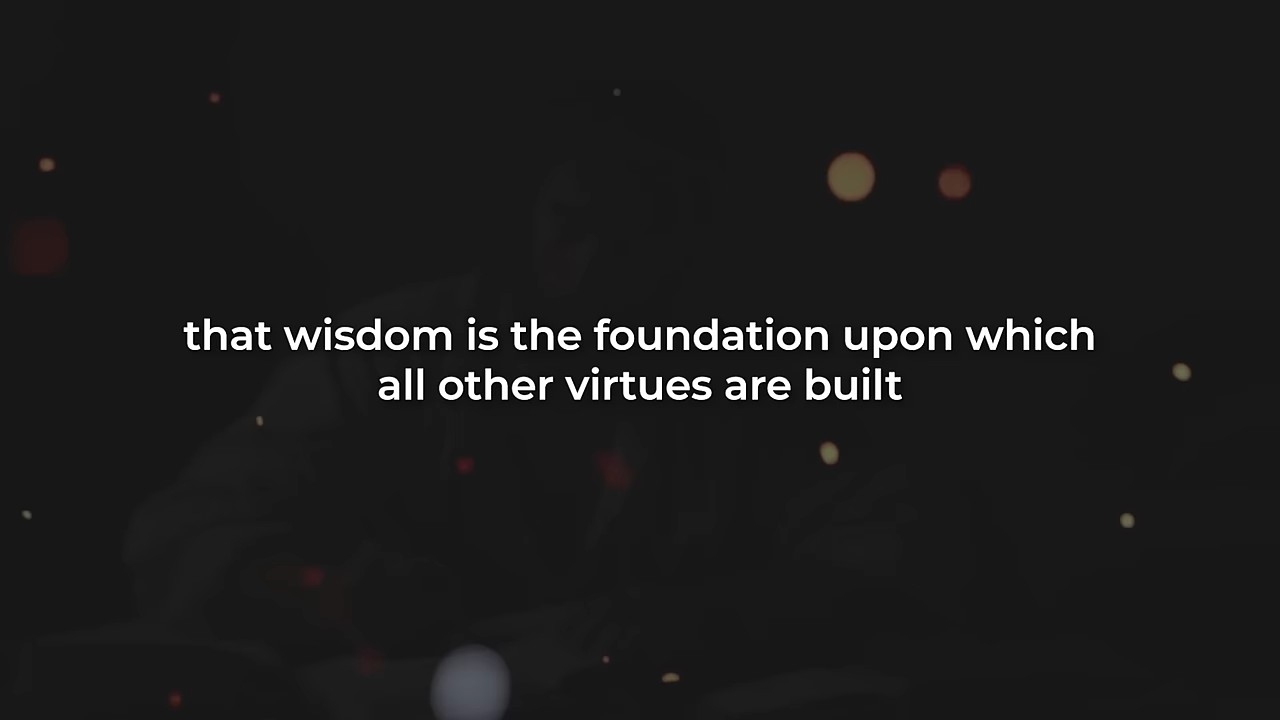 that wisdom is the foundation upon which
all other virtues are built